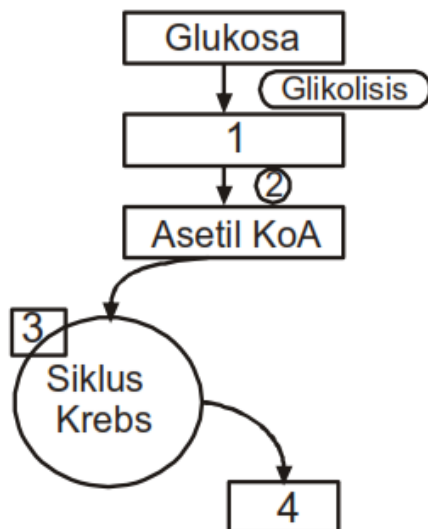 Glukosa
Glikolisis
1
2
Asetil KoA
3
Siklus
Krebs
4